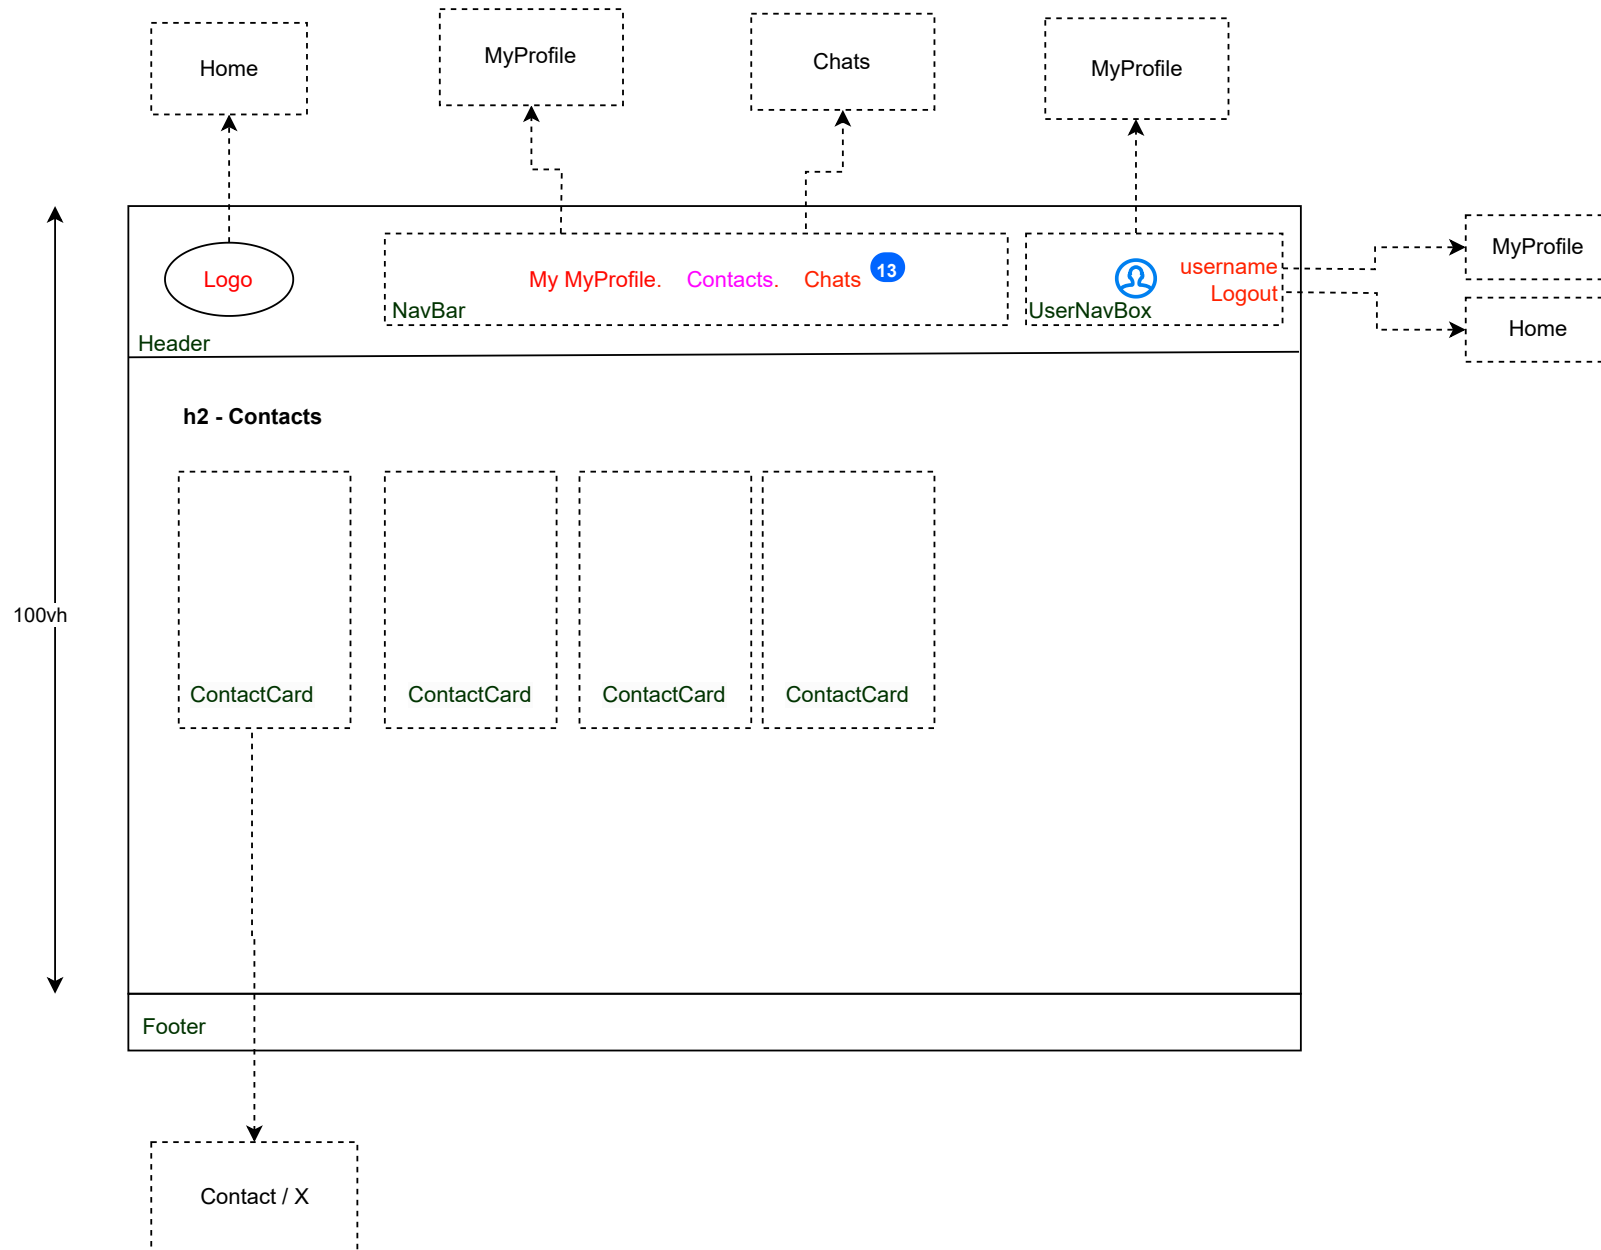 Home
MyProfile
Chats
MyProfile
Logo
My MyProfile. Contacts. Chats
13
NavBar
username
Logout
UserNavBox
MyProfile
Home
Header
h2 - Contacts
100vh
ContactCard
ContactCard
ContactCard
ContactCard
Footer
Contact / X